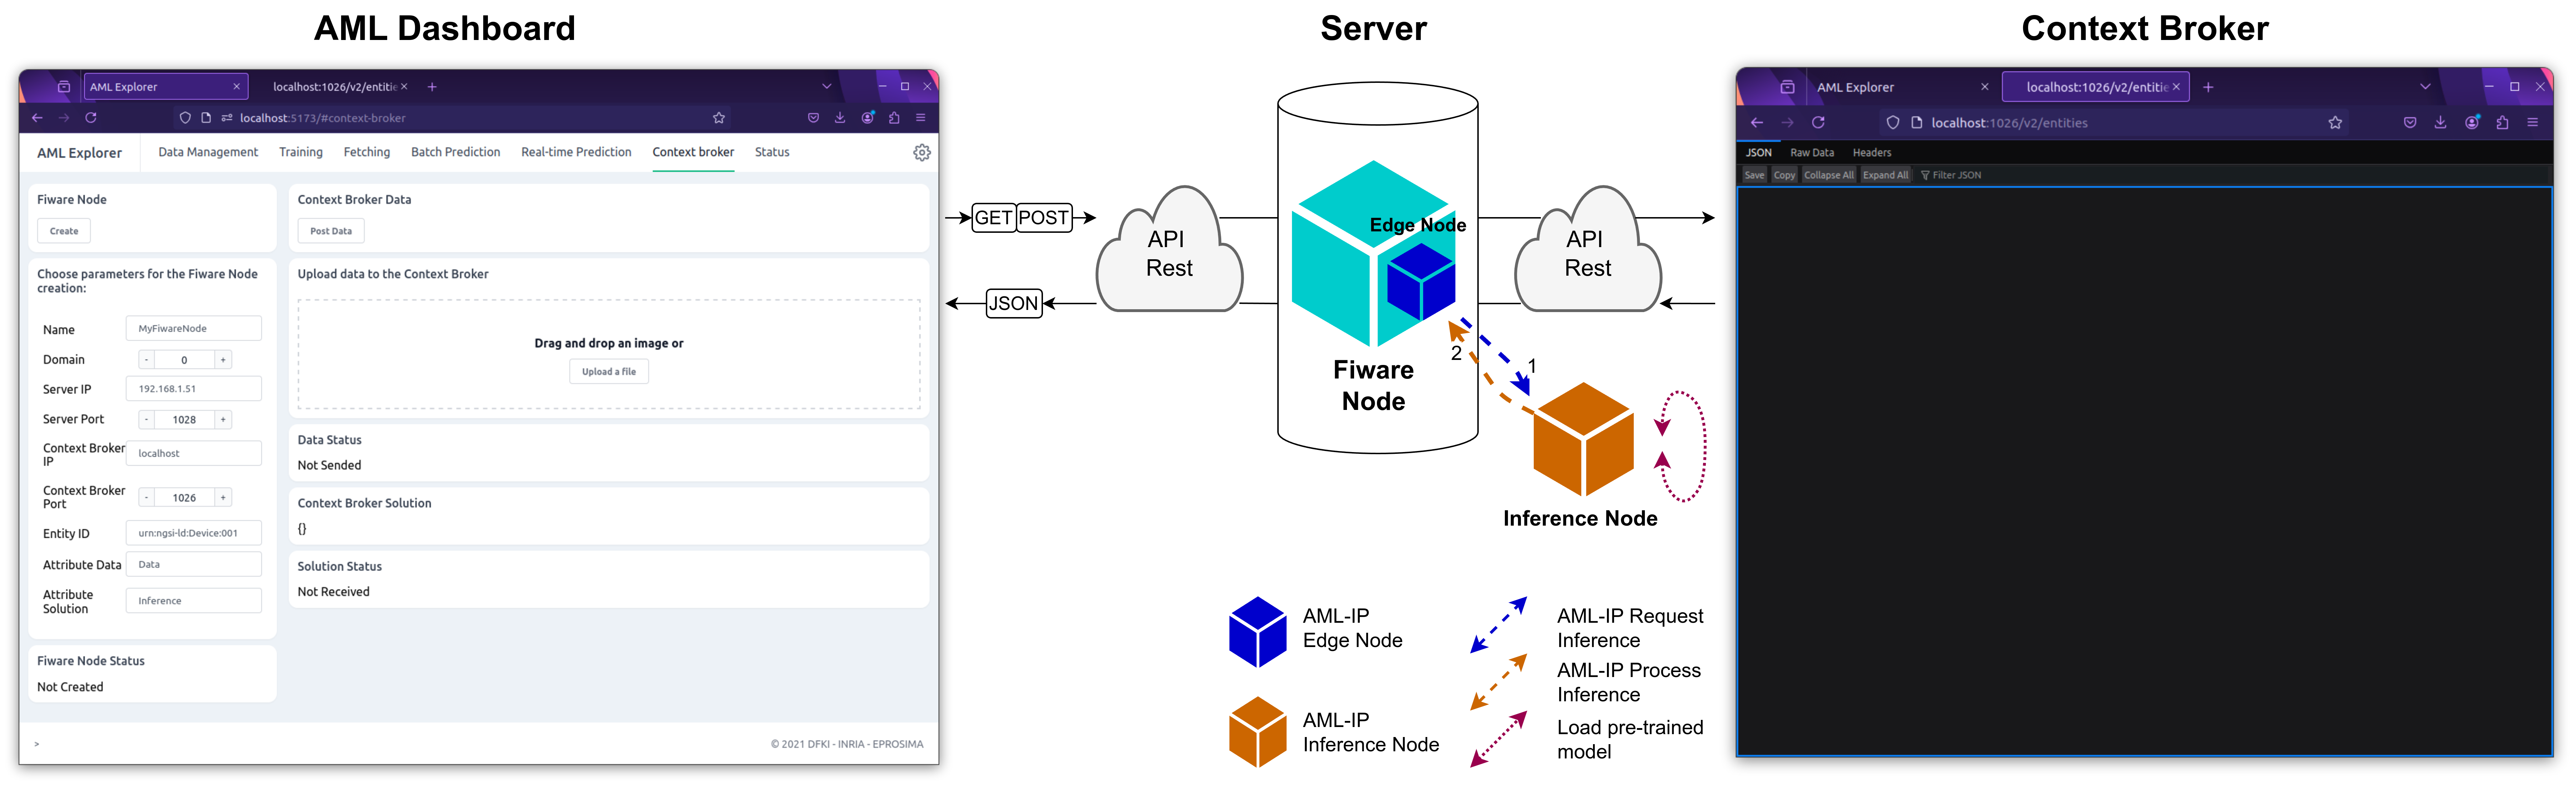 AML Dashboard
Server
Context Broker
AML Explorer
localhost:1026/v2/entitie
localhost:5173/#context-broker
AML Explorer
Data Management
Training
Fetching
Batch Prediction
Real-time Prediction
Context broker
Status
Fiware Node
Create
Choose parameters for the Fiware Node
creation:
Name
MyFiwareNode
Domain
- 0 +
Server IP
192.168.1.51
Server Port
- 1028 +
Context Broker
IP
localhost
Context Broker
Port
- 1026 +
Entity ID
urn:ngsi-ld:Device:001
Attribute Data
Data
Attribute
Solution
Inference
Fiware Node Status
Not Created
Context Broker Data
Post Data
Upload data to the Context Broker
Drag and drop an image or
Upload a file
Data Status
Not Sended
Context Broker Solution
{}
Solution Status
Not Received
>
© 2021 DFKI - INRIA - EPROSIMA
GET
POST
JSON
API
Rest
Edge Node
Fiware
Node
API
Rest
2
1
Inference Node
AML-IP
Edge Node
AML-IP
Inference Node
AML-IP Request
Inference
AML-IP Process
Inference
Load pre-trained
model
AML Explorer
localhost:1026/v2/entitie
localhost:1026/v2/entities
JSON
Raw Data
Headers
Save
Copy
Collapse All
Expand All
Filter JSON